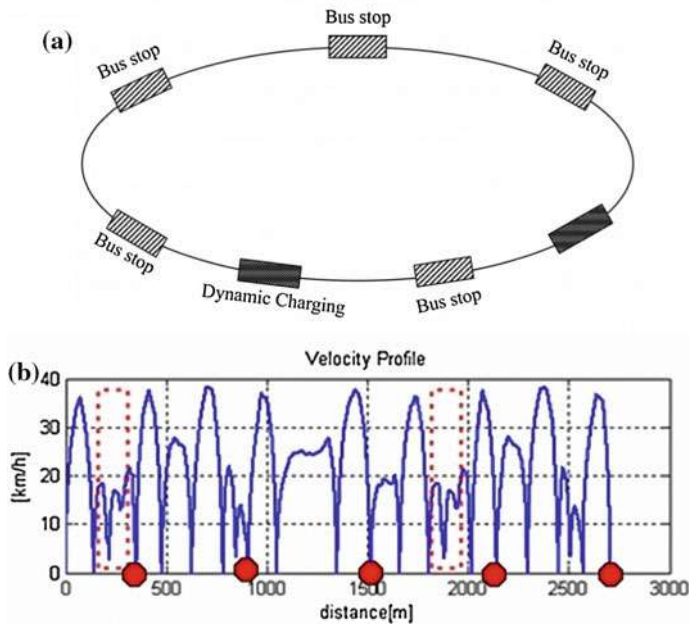 (a)
Bus stop
Bus stop
Bus stop
Bus stop
Dynamic Charging
Bus stop
(b)
Velocity Profile
[km/h]
40
30
20
10
0
0 500 1000 1500 2000 2500 3000
distance[m]